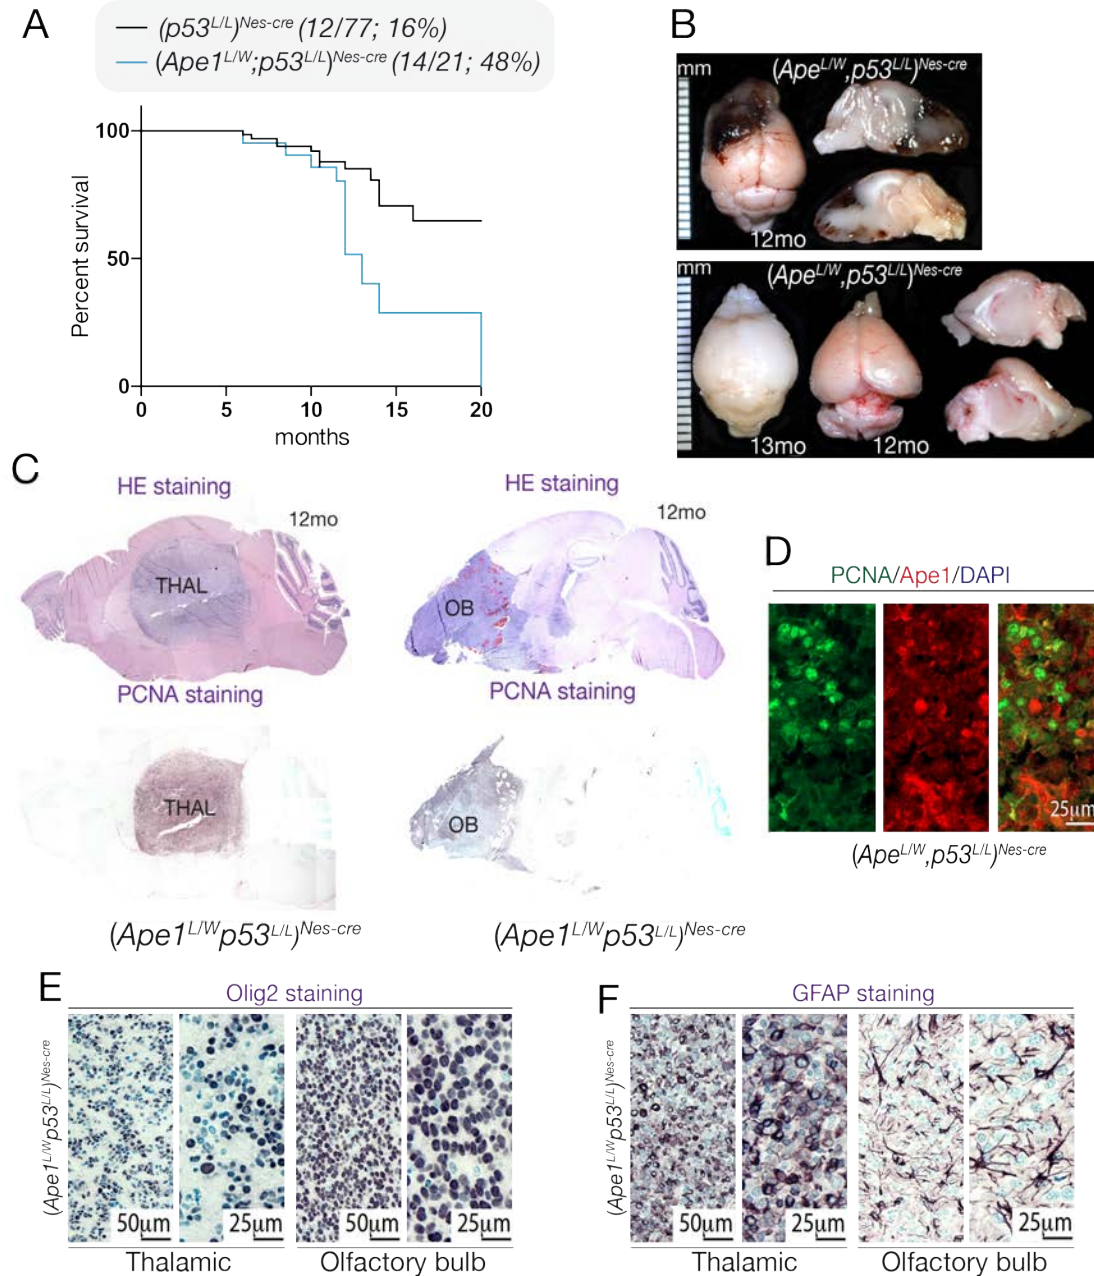 A
(p53L/L)Nes-cre (12/77; 16%)
(Ape1L/W;p53L/L)Nes-cre (14/21; 48%)
Percent survival
100
50
0
0 5 10 15 20
months
B
mm
(ApeL/W,p53L/L)Nes-cre
12mo
mm
(ApeL/W,p53L/L)Nes-cre
13mo
12mo
C
HE staining
12mo
THAL
PCNA staining
THAL
(Ape1L/Wp53L/L)Nes-cre
HE staining
12mo
OB
PCNA staining
OB
(Ape1L/Wp53L/L)Nes-cre
D
PCNA/Ape1/DAPI
25µm
(ApeL/W,p53L/L)Nes-cre
E
Olig2 staining
(Ape1L/Wp53L/L)Nes-cre
50µm 25µm 50µm 25µm
Thalamic Olfactory bulb
F
GFAP staining
(Ape1L/Wp53L/L)Nes-cre
50µm 25µm 25µm
Thalamic Olfactory bulb